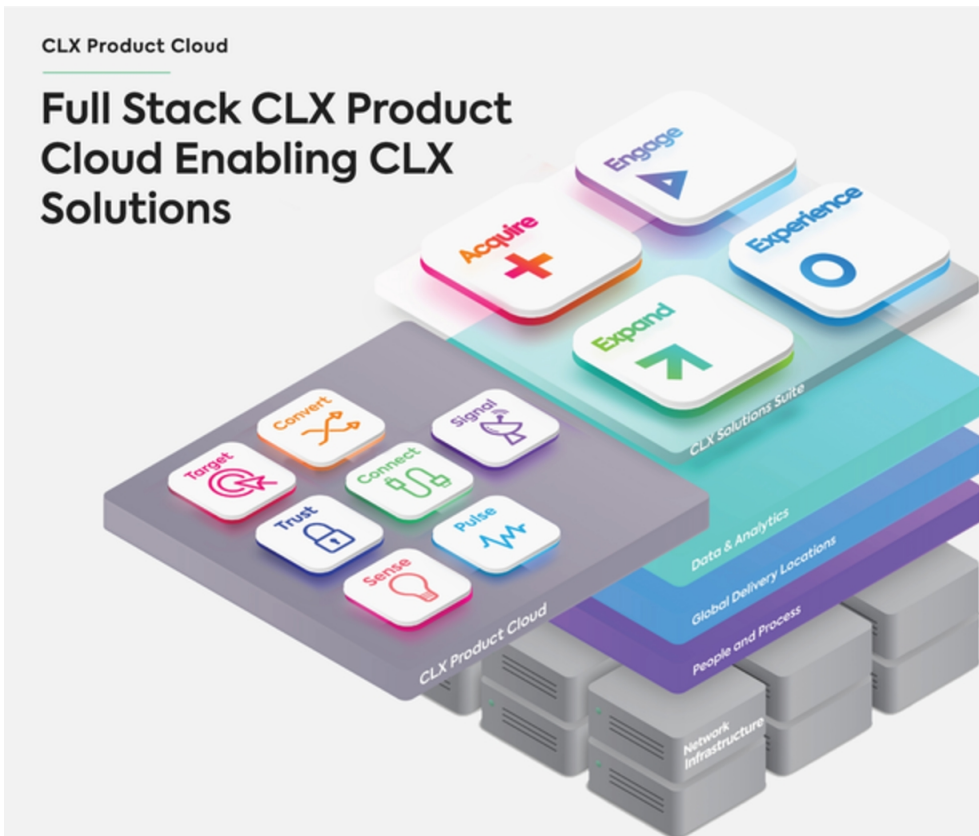 CLX Product Cloud
Full Stack CLX Product
Cloud Enabling CLX
Solutions
Engage
Acquire
Experience
Expand
CLX Solutions Suite
Convert
Signal
Target
Connect
Trust
Pulse
Sense
CLX Product Cloud
Data & Analytics
Global Delivery Locations
People and Process
Network
Infrastructure